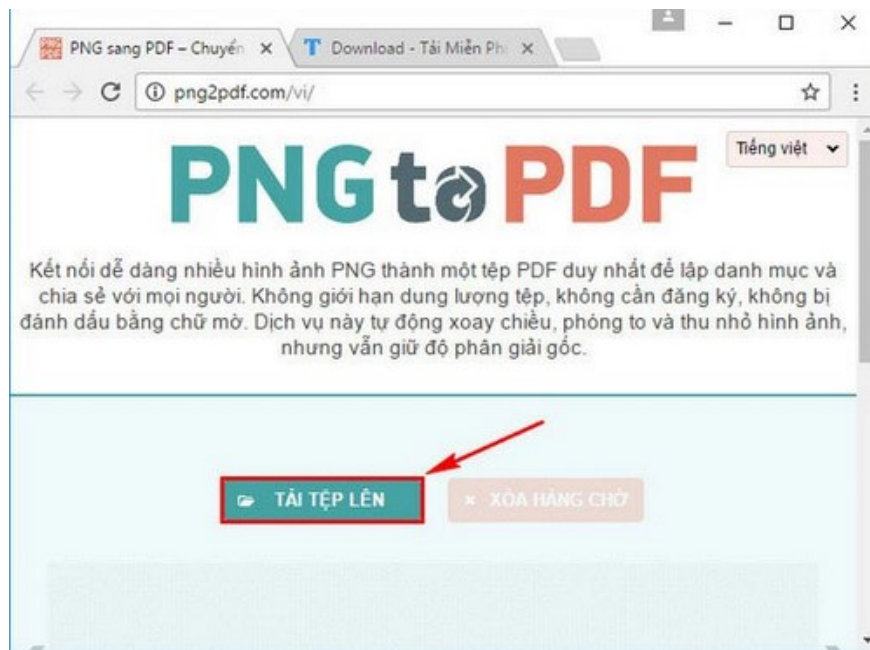 PNG sang PDF – Chuyển
Download - Tải Miễn Phí
png2pdf.com/vi/
Tiếng việt
PNG to PDF
Kết nối dễ dàng nhiều hình ảnh PNG thành một tệp PDF duy nhất để lập danh mục và
chia sẻ với mọi người. Không giới hạn dung lượng tệp, không cần đăng ký, không bị
đánh dấu bằng chữ mờ. Dịch vụ này tự động xoay chiều, phóng to và thu nhỏ hình ảnh,
nhưng vẫn giữ độ phân giải gốc.
TẢI TỆP LÊN
XÓA HÀNG CHỜ